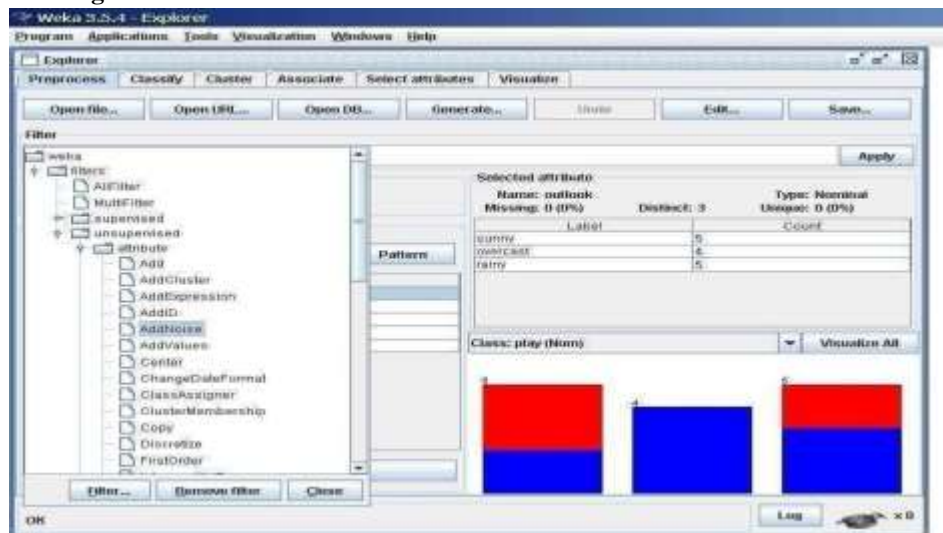 Weka 3.5.4 - Explorer
Program Applications Tools Visualization Windows Help
Explorer
Preprocess Classify Cluster Associate Select attributes Visualize
Open file... Open URL... Open DB... Generate... Undo Edit... Save...
Filter
weka
filters
AllFilter
MultiFilter
supervised
unsupervised
attribute
Add
AddCluster
AddExpression
AddID
AddNoise
AddValues
Center
ChangeDateFormat
ClassAssigner
ClusterMembership
Copy
Discretize
FirstOrder
Filter... Remove filter Close
Apply
Pattern
Selected attribute
Name: outlook Type: Nominal
Missing: 0 (0%) Distinct: 3 Unique: 0 (0%)
Label Count
sunny 5
overcast 4
rainy 5
Class: play (Nom) Visualize All
5 4 5
OK Log x 0